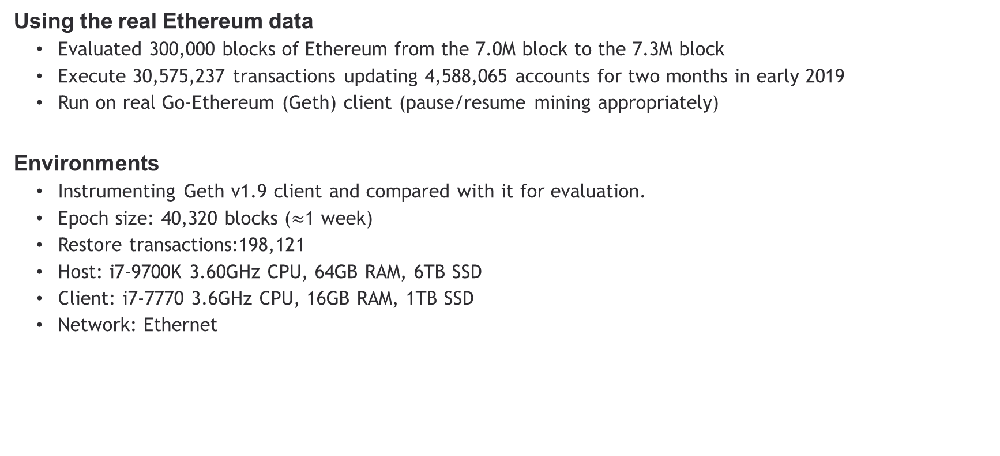 Using the real Ethereum data
• Evaluated 300,000 blocks of Ethereum from the 7.0M block to the 7.3M block
• Execute 30,575,237 transactions updating 4,588,065 accounts for two months in early 2019
• Run on real Go-Ethereum (Geth) client (pause/resume mining appropriately)
Environments
• Instrumenting Geth v1.9 client and compared with it for evaluation.
• Epoch size: 40,320 blocks (≈1 week)
• Restore transactions:198,121
• Host: i7-9700K 3.60GHz CPU, 64GB RAM, 6TB SSD
• Client: i7-7770 3.6GHz CPU, 16GB RAM, 1TB SSD
• Network: Ethernet